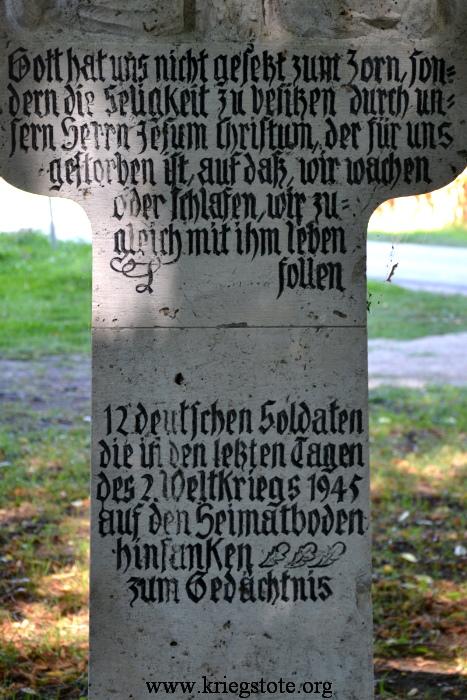 Gott hat uns nicht gesetzt zum Zorn, son=
dern die Seligkeit zu besitzen durch un=
sern Herrn Jesum Christum, der für uns
gestorben ist, auf daß, wir wachen
oder schlafen, wir zu=
gleich mit ihm leben
sollen
12 deutschen Soldaten
die in den letzten Tagen
des 2. Weltkriegs 1945
auf den Heimatboden
hinsanken
zum Gedächtnis
www.kriegstote.org